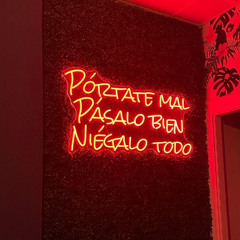 Pórtate mal
Pásalo bien
Niégalo todo